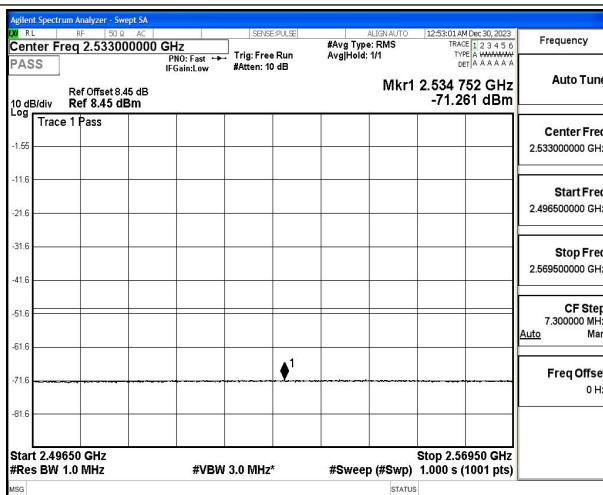 Agilent Spectrum Analyzer - Swept SA
RL RF 50 Ω AC SENSE:PULSE ALIGN AUTO 12:53:01 AM Dec 30, 2023
Center Freq 2.533000000 GHz #Avg Type: RMS TRACE 1 2 3 4 5 6
PASS PNO: Fast Trig: Free Run Avg|Hold: 1/1 TYPE A WWWWW
IFGain:Low #Atten: 10 dB DET A A A A A A
Mkr1 2.534 752 GHz
-71.261 dBm
Ref Offset 8.45 dB
10 dB/div Ref 8.45 dBm
Log
Trace 1 Pass
-1.55
-11.6
-21.6
-31.6
-41.6
-51.6
-61.6
-71.6
-81.6
1
Start 2.49650 GHz Stop 2.56950 GHz
#Res BW 1.0 MHz #VBW 3.0 MHz* #Sweep (#Swp) 1.000 s (1001 pts)
MSG STATUS
Frequency
Auto Tune
Center Freq
2.533000000 GHz
Start Freq
2.496500000 GHz
Stop Freq
2.569500000 GHz
CF Step
7.300000 MHz
Auto Man
Freq Offset
0 Hz